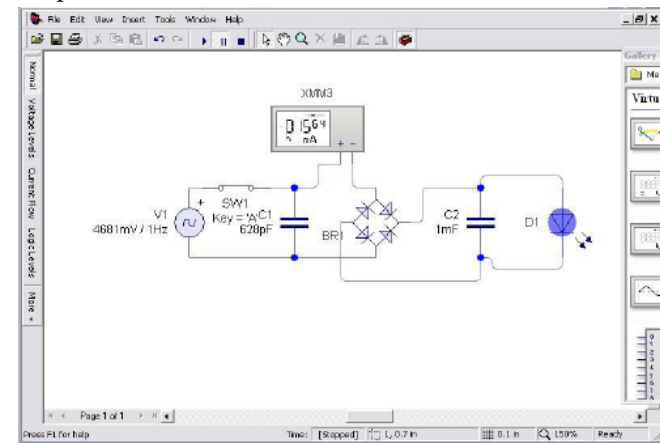 File Edit View Insert Tools Window Help
Gallery
Normal
Voltage Levels
Current Flow
Logic Levels
More
XMM3
mA
+ -
+
SW1
V1
Key = 'A'
C1
4681mV / 1Hz
628pF
BR1
C2
1mF
D1
Virtu
Page 1 of 1
Press F1 for help
Time: [Stopped]
0.1 in
150%
Ready